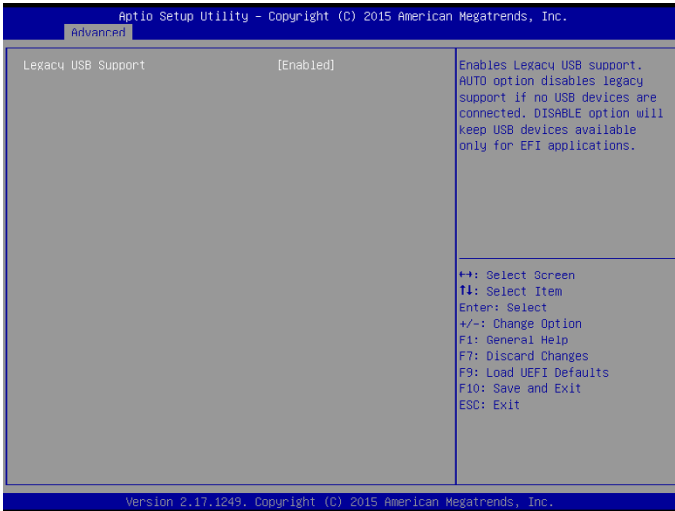 Aptio Setup Utility – Copyright (C) 2015 American Megatrends, Inc.
Advanced
Legacy USB Support [Enabled]
Enables Legacy USB support.
AUTO option disables legacy
support if no USB devices are
connected. DISABLE option will
keep USB devices available
only for EFI applications.
↔: Select Screen
↑↓: Select Item
Enter: Select
+/-: Change Option
F1: General Help
F7: Discard Changes
F9: Load UEFI Defaults
F10: Save and Exit
ESC: Exit
Version 2.17.1249. Copyright (C) 2015 American Megatrends, Inc.